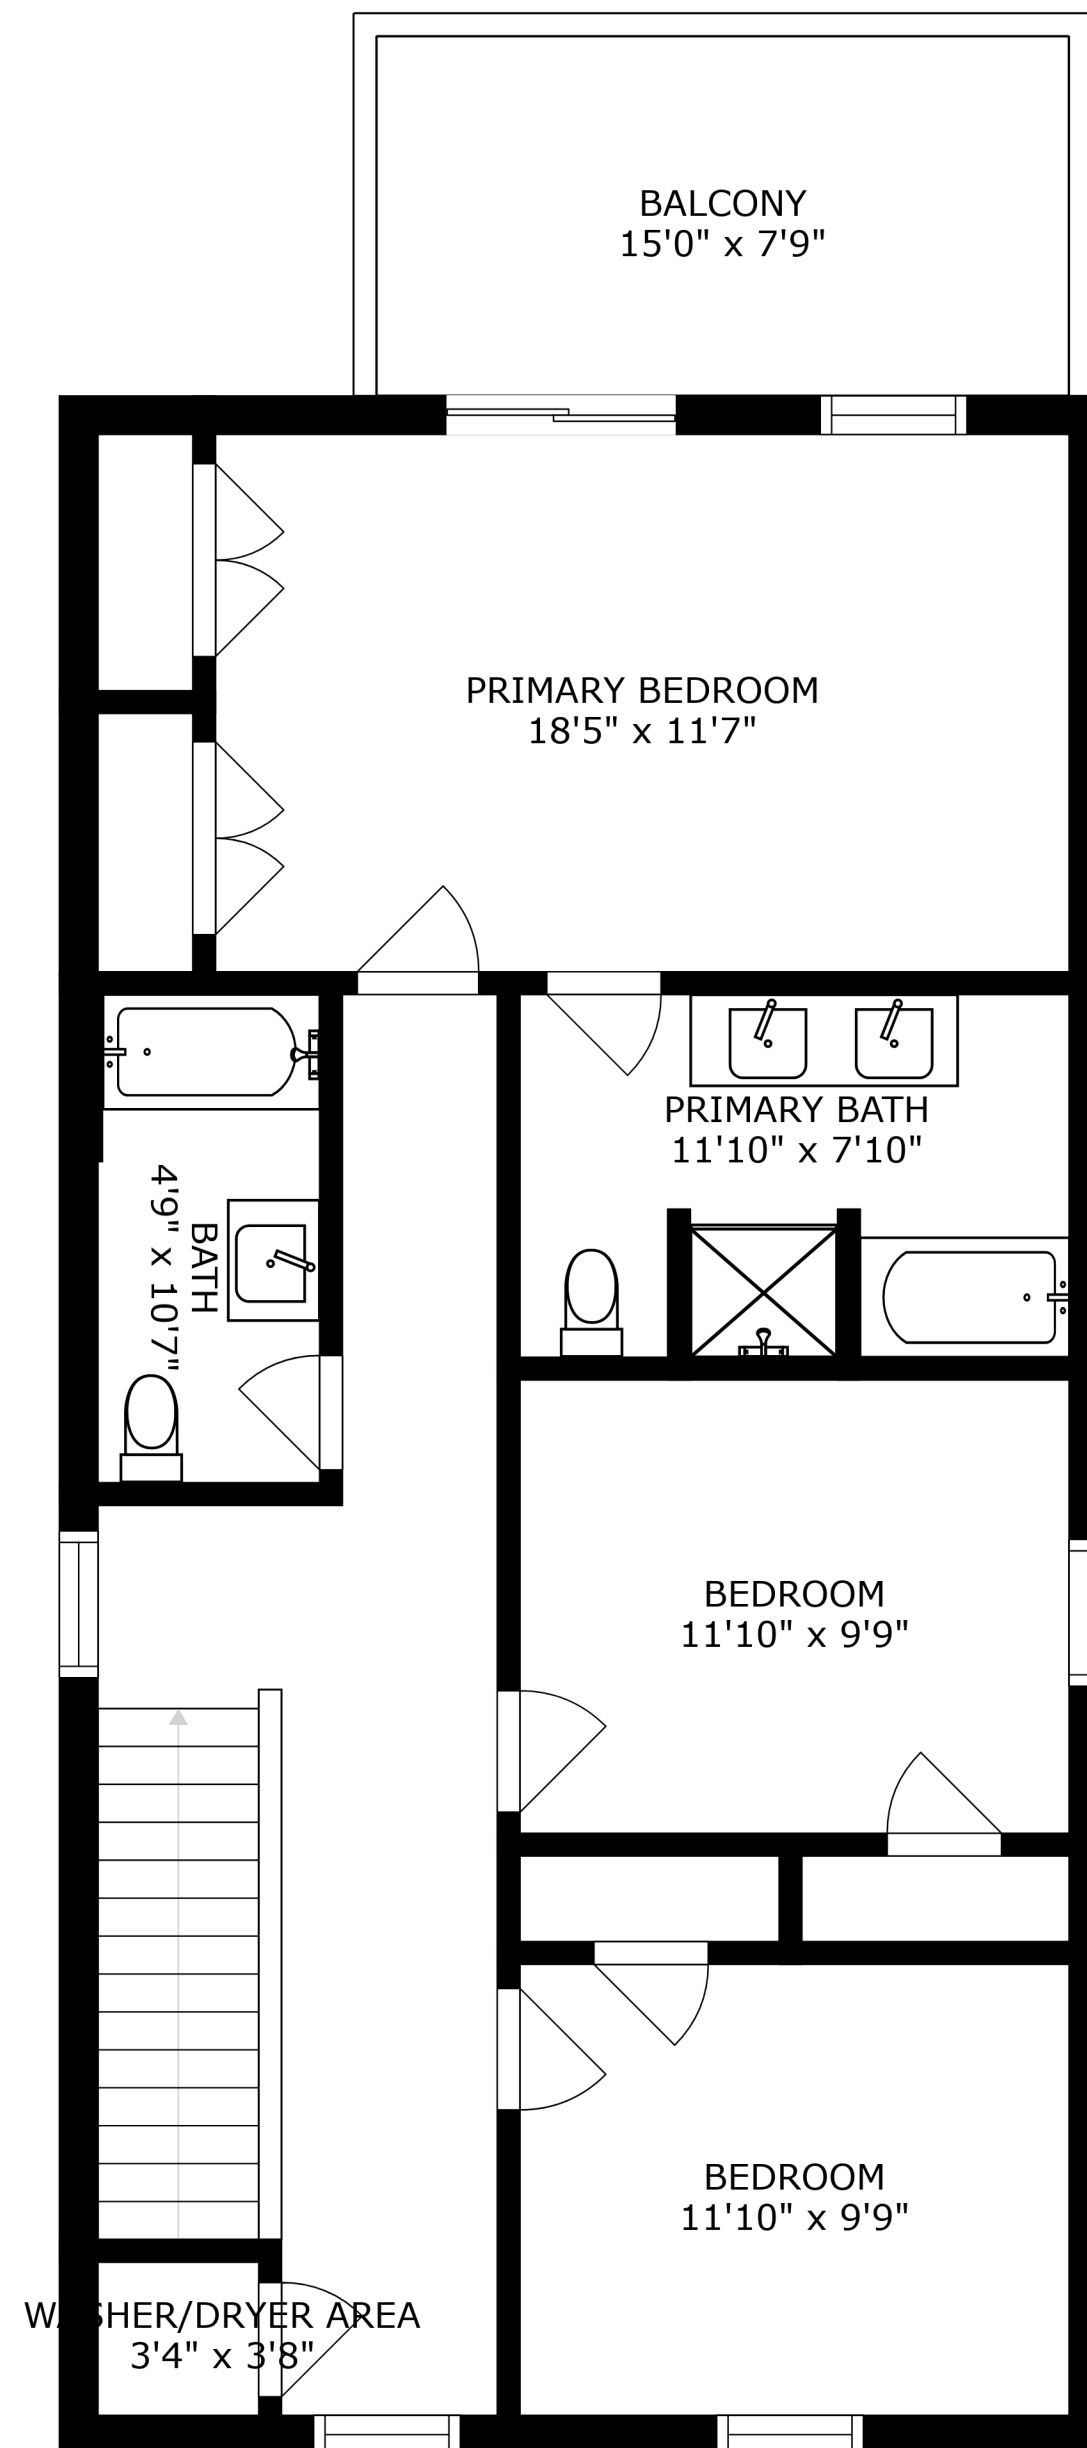 BALCONY
15'0" x 7'9"
PRIMARY BEDROOM
18'5" x 11'7"
PRIMARY BATH
11'10" x 7'10"
BATH
4'9" x 10'7"
BEDROOM
11'10" x 9'9"
BEDROOM
11'10" x 9'9"
WASHER/DRYER AREA
3'4" x 3'8"